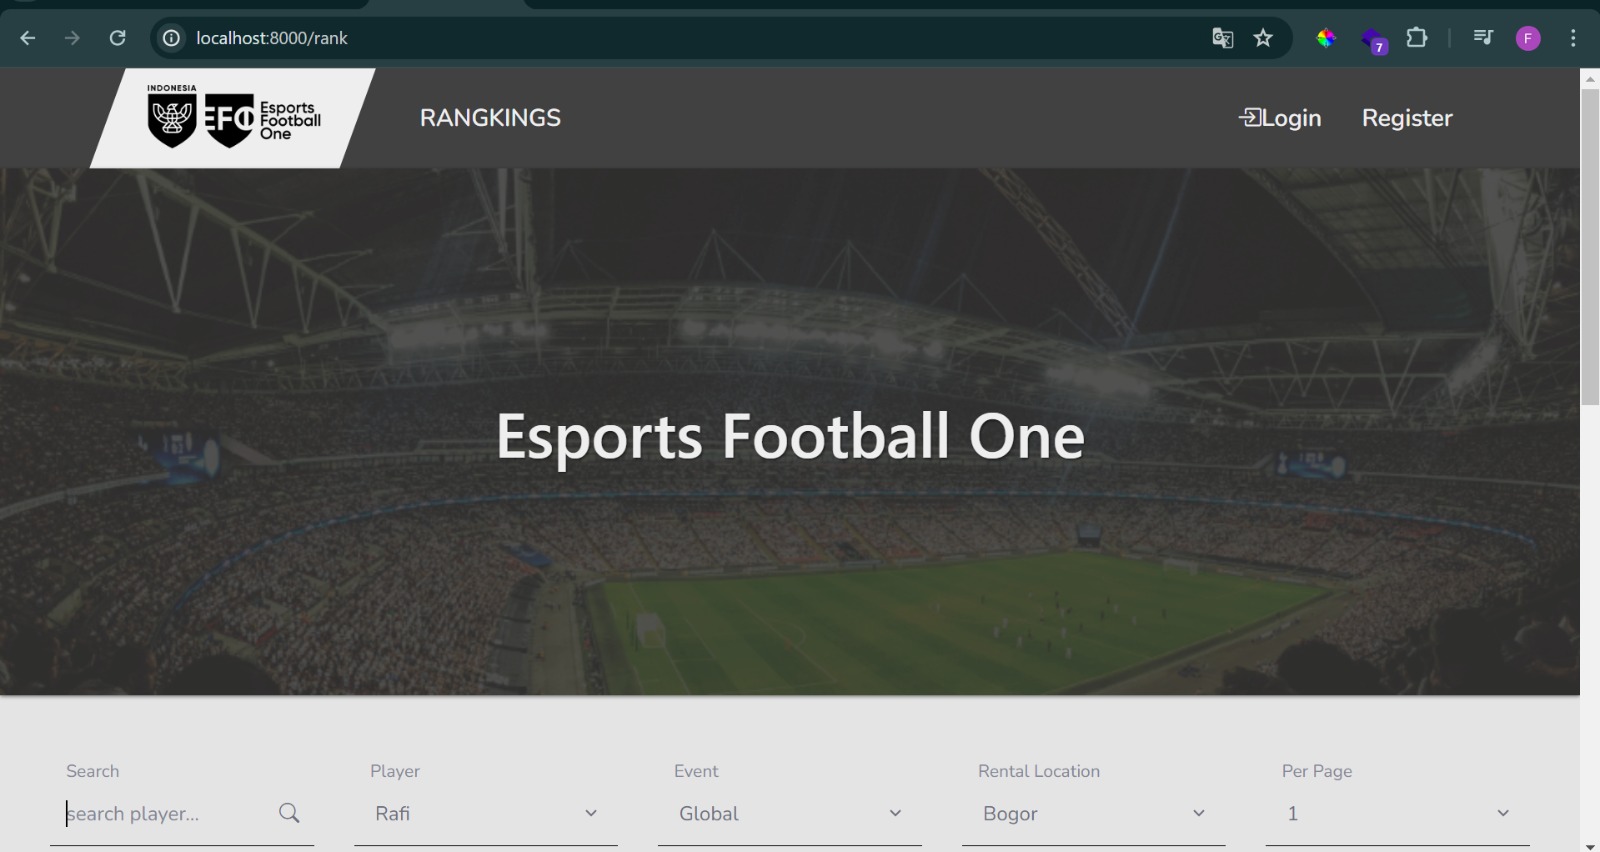 localhost:8000/rank
7
F
INDONESIA
EFO Esports
Football
One
RANGKINGS
Login
Register
Esports Football One
Search
Player
Event
Rental Location
Per Page
search player...
Rafi
Global
Bogor
1